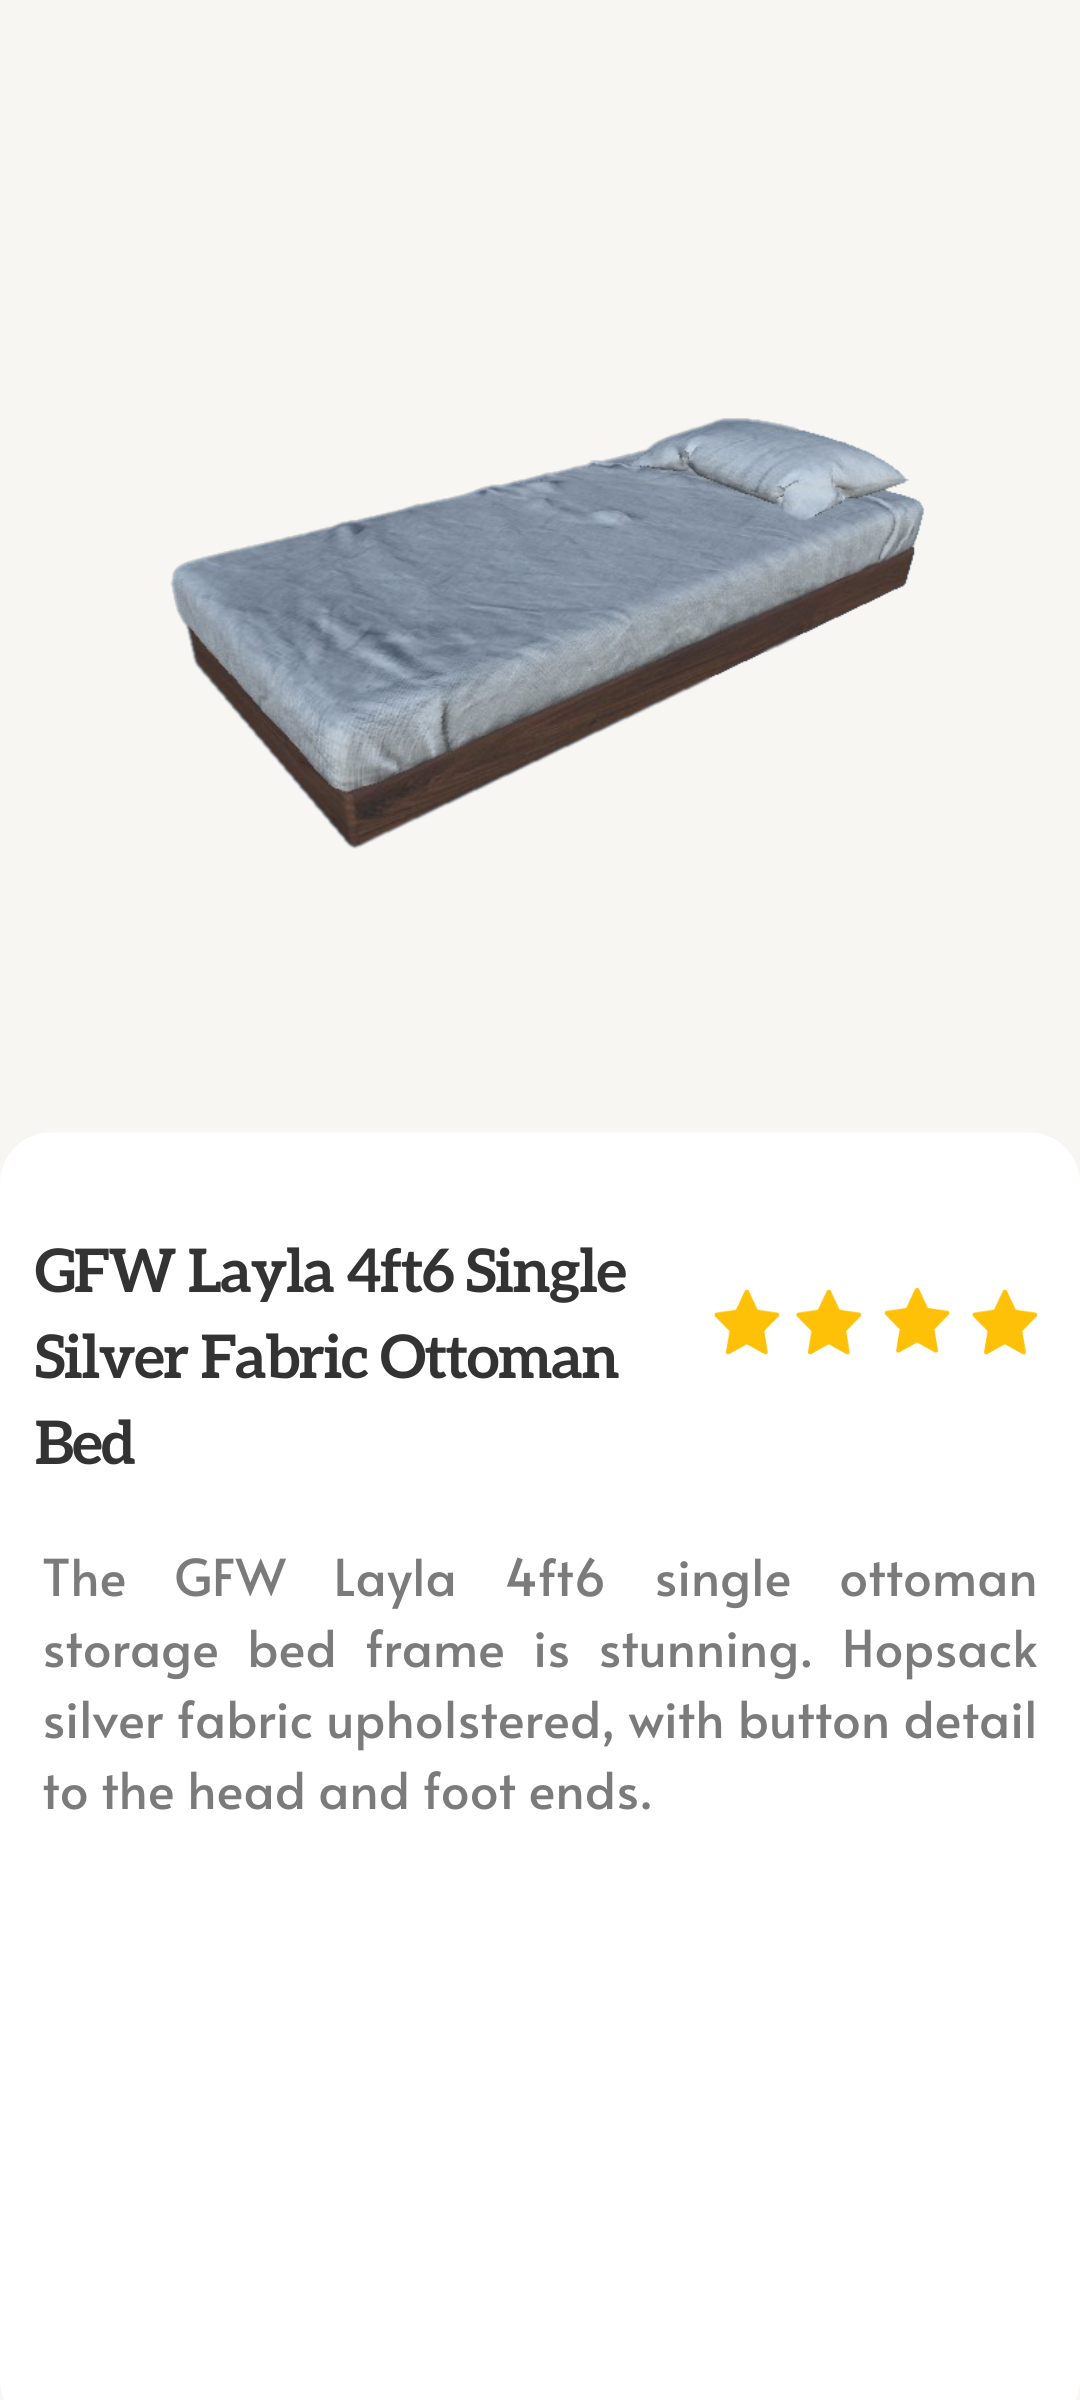 GFW Layla 4ft6 Single
Silver Fabric Ottoman
Bed
The GFW Layla 4ft6 single ottoman
storage bed frame is stunning. Hopsack
silver fabric upholstered, with button detail
to the head and foot ends.